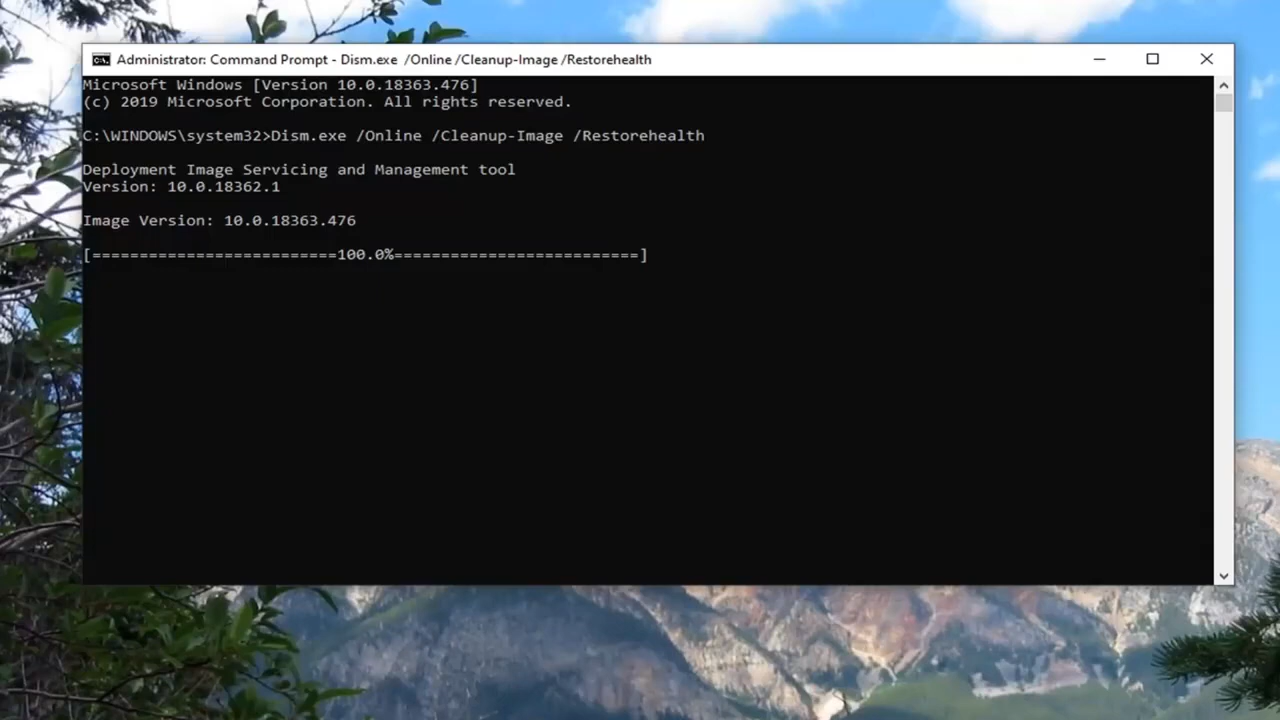 Administrator: Command Prompt - Dism.exe  /Online /Cleanup-Image /Restorehealth
Microsoft Windows [Version 10.0.18363.476]
(c) 2019 Microsoft Corporation. All rights reserved.
C:\WINDOWS\system32>Dism.exe /Online /Cleanup-Image /Restorehealth
Deployment Image Servicing and Management tool
Version: 10.0.18362.1
Image Version: 10.0.18363.476
[==========================100.0%==========================]